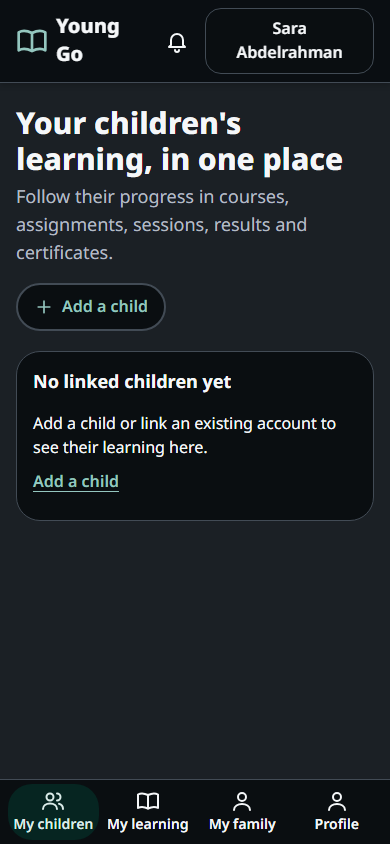 Young
Go
Sara
Abdelrahman
Your children's
learning, in one place
Follow their progress in courses,
assignments, sessions, results and
certificates.
Add a child
No linked children yet
Add a child or link an existing account to
see their learning here.
Add a child
My children
My learning
My family
Profile